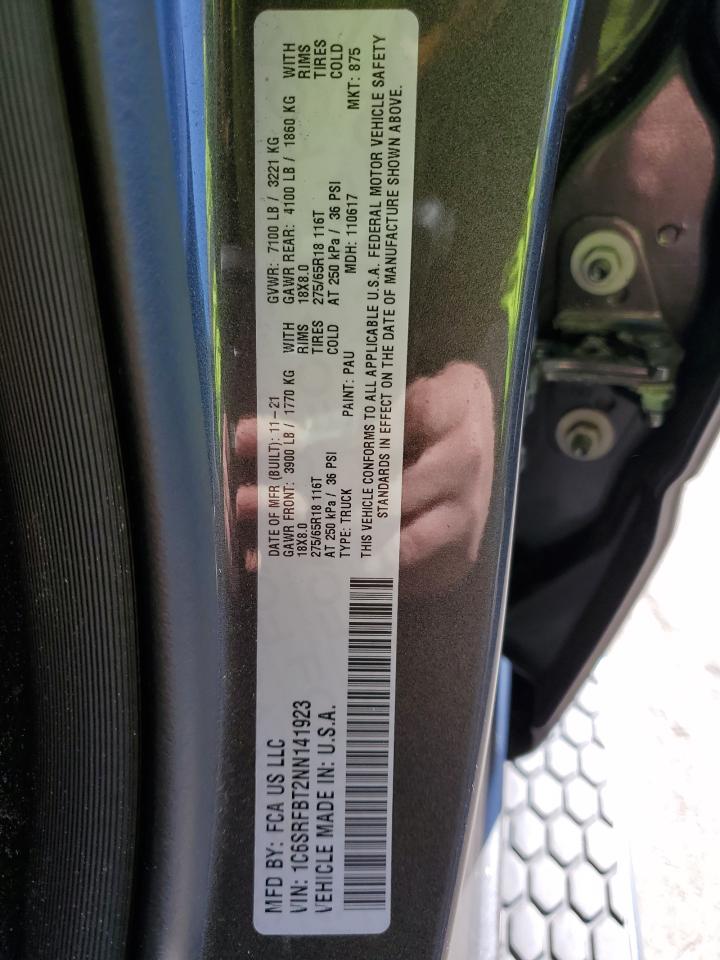 MFD BY: FCA US LLC
VIN: 1C6SRFBT2NN141923
VEHICLE MADE IN: U.S.A.
DATE OF MFR (BUILT): 11-21 GVWR: 7100 LB / 3221 KG
GAWR FRONT: 3900 LB / 1770 KG WITH GAWR REAR: 4100 LB / 1860 KG WITH
18X8.0 RIMS 18X8.0 RIMS
275/65R18 116T TIRES 275/65R18 116T TIRES
AT 250 kPa / 36 PSI COLD AT 250 kPa / 36 PSI COLD
TYPE: TRUCK PAINT: PAU MDH: 110617 MKT: 875
THIS VEHICLE CONFORMS TO ALL APPLICABLE U.S.A. FEDERAL MOTOR VEHICLE SAFETY
STANDARDS IN EFFECT ON THE DATE OF MANUFACTURE SHOWN ABOVE.